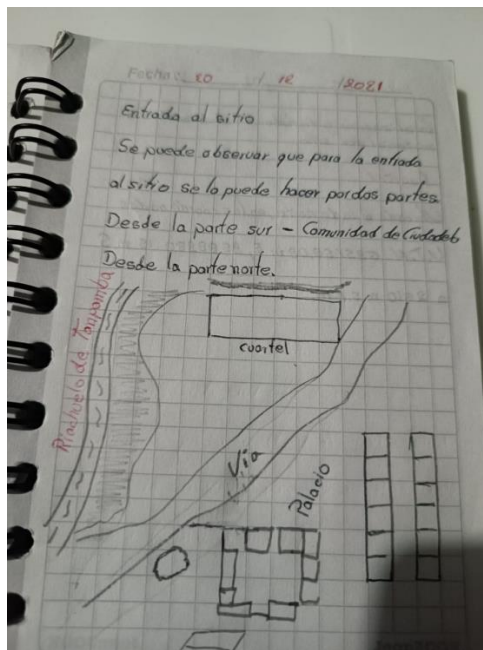 Fecha: 20 / 12 / 2021
Entrada al sitio
Se puede observar que para la entrada
al sitio se lo puede hacer por dos partes.
Desde la parte sur - Comunidad de
Desde la parte norte.
Riachuelo de
cuartel
Vía
Palacio